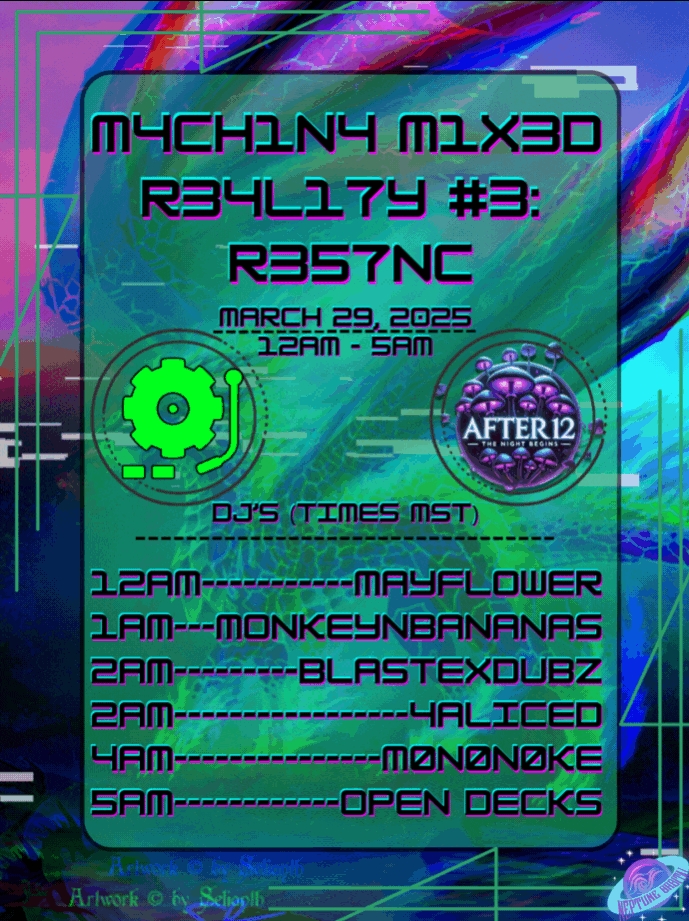 M4CH1N4 M1X3D
R34L17Y #3:
R357NC
MARCH 29, 2025
12AM - 5AM
AFTER 12
THE NIGHT BEGINS
DJ'S (TIMES MST)
12AM-----------MAYFLOWER
1AM---MONKEYNBANANAS
2AM---------BLASTEXDUBZ
2AM-----------------4ALICED
4AM---------------M0N0N0KE
5AM------------OPEN DECKS
Artwork © by
Artwork © by
NEPTUNE